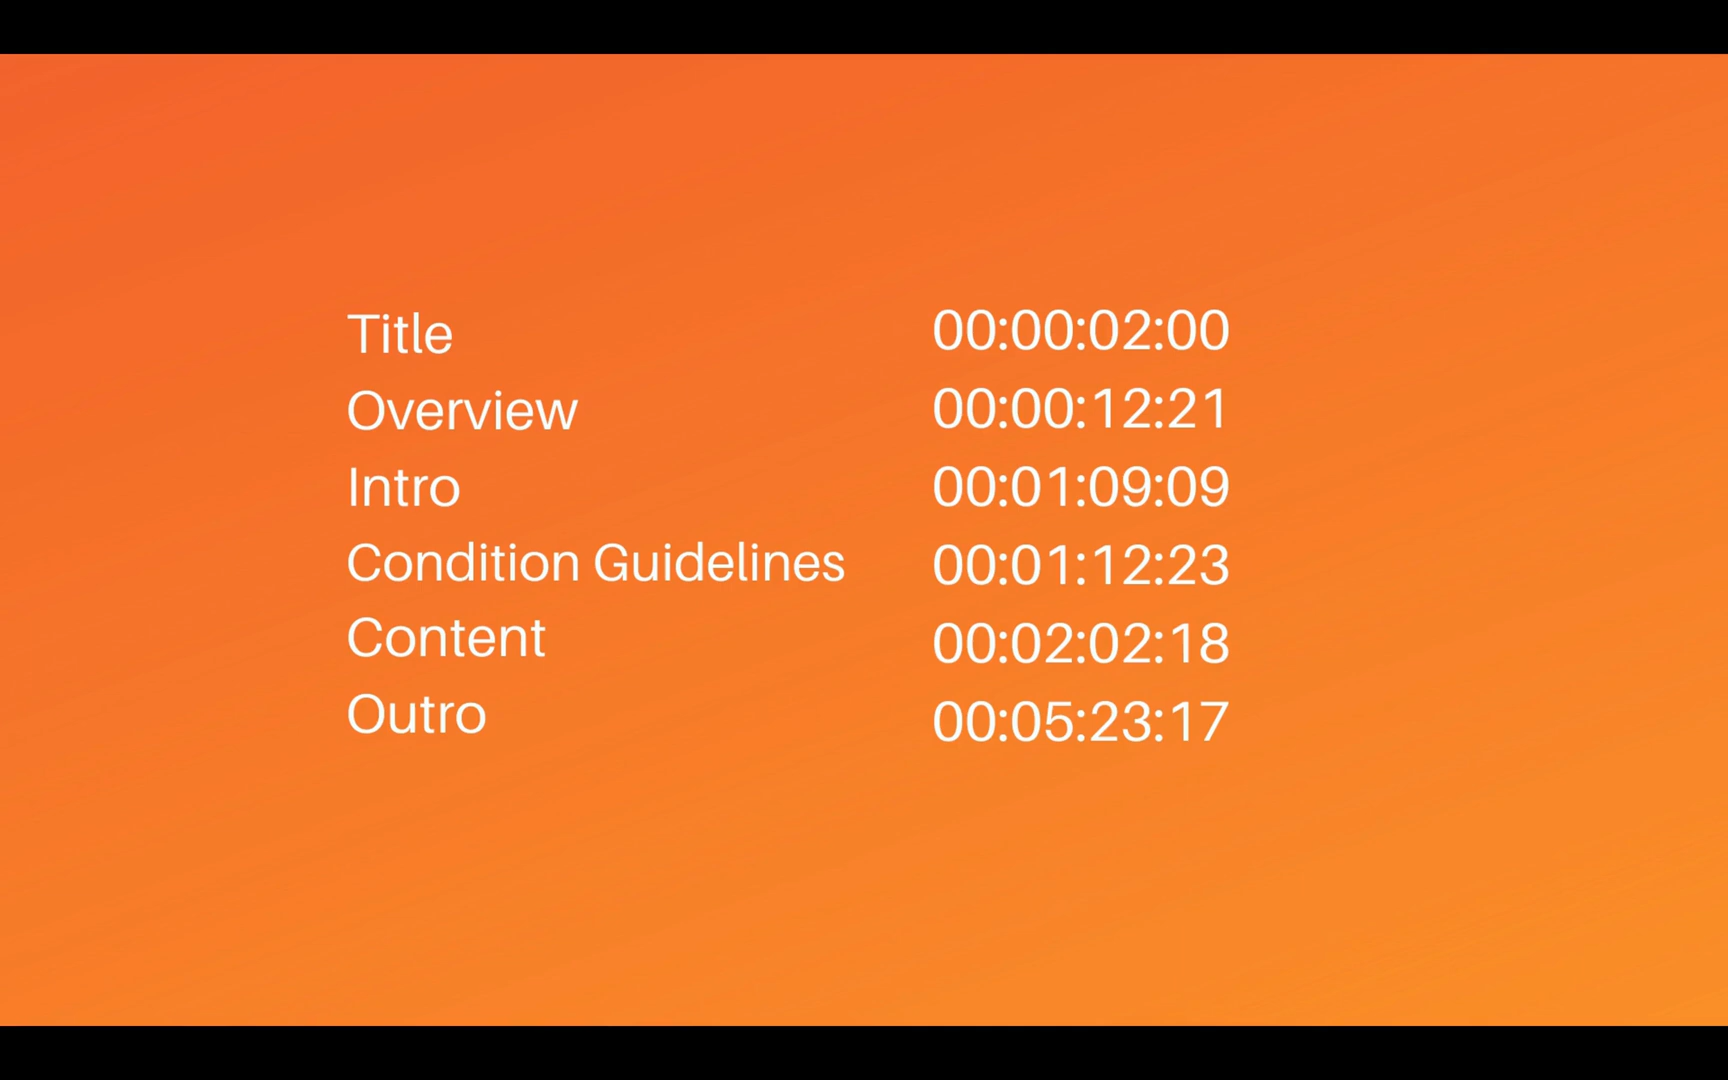 Title 00:00:02:00
Overview 00:00:12:21
Intro 00:01:09:09
Condition Guidelines 00:01:12:23
Content 00:02:02:18
Outro 00:05:23:17